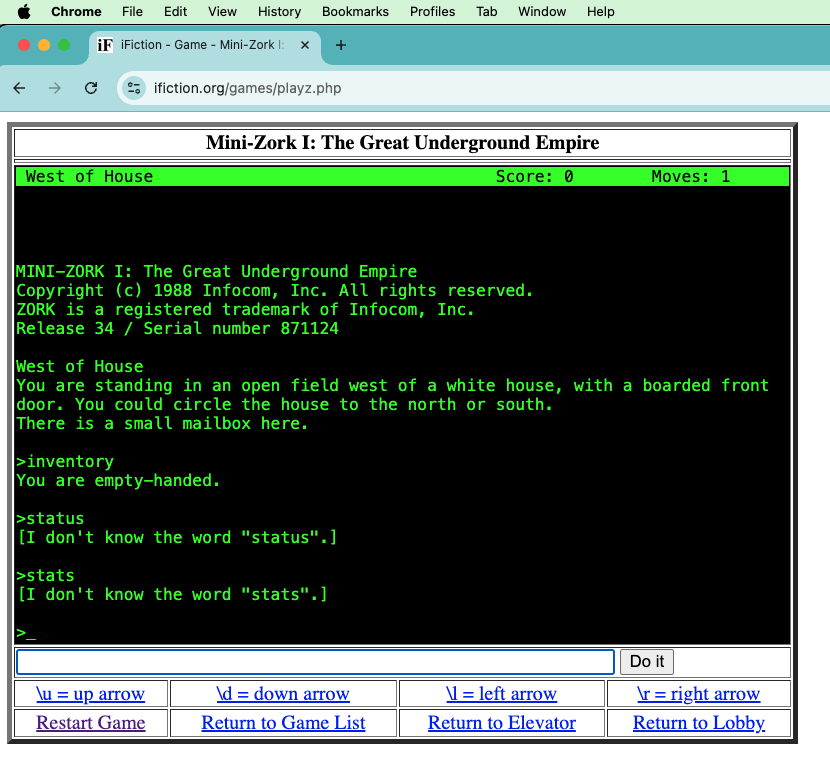 Chrome File Edit View History Bookmarks Profiles Tab Window Help
iF iFiction - Game - Mini-Zork I:
ifiction.org/games/playz.php
Mini-Zork I: The Great Underground Empire
West of House Score: 0 Moves: 1
MINI-ZORK I: The Great Underground Empire
Copyright (c) 1988 Infocom, Inc. All rights reserved.
ZORK is a registered trademark of Infocom, Inc.
Release 34 / Serial number 871124
West of House
You are standing in an open field west of a white house, with a boarded front
door. You could circle the house to the north or south.
There is a small mailbox here.
>inventory
You are empty-handed.
>status
[I don't know the word "status".]
>stats
[I don't know the word "stats".]
>_
Do it
\u = up arrow \d = down arrow \l = left arrow \r = right arrow
Restart Game Return to Game List Return to Elevator Return to Lobby